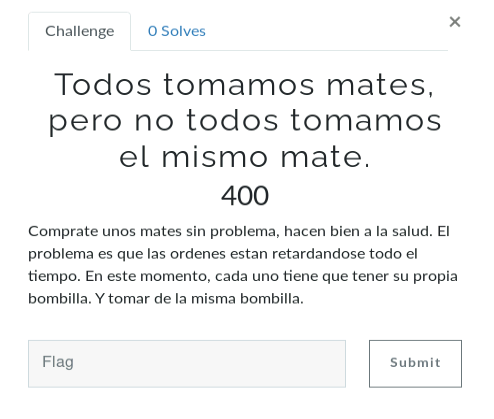 Challenge
0 Solves
×
Todos tomamos mates,
pero no todos tomamos
el mismo mate.
400
Comprate unos mates sin problema, hacen bien a la salud. El
problema es que las ordenes estan retardandose todo el
tiempo. En este momento, cada uno tiene que tener su propia
bombilla. Y tomar de la misma bombilla.
Flag
Submit